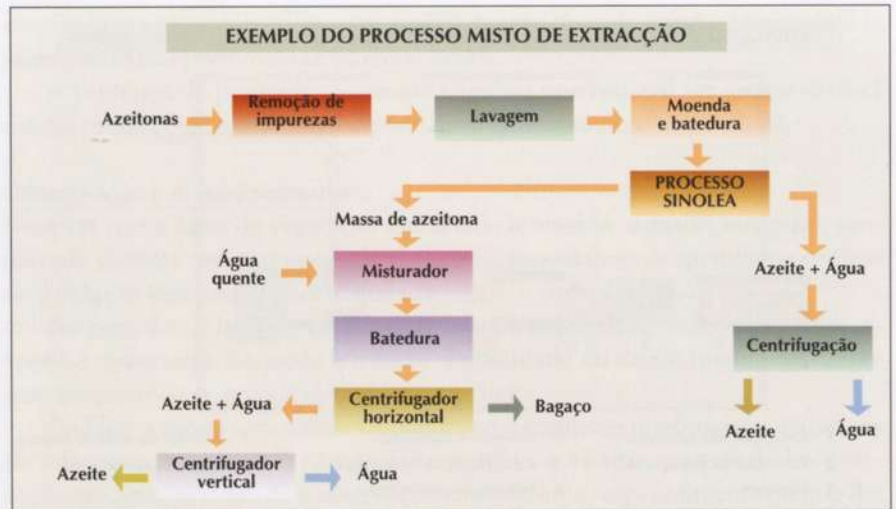 EXEMPLO DO PROCESSO MISTO DE EXTRACÇÃO
Azeitonas
Remoção de
impurezas
Lavagem
Moenda
e batedura
PROCESSO
SINOLEA
Massa de azeitona
Água
quente
Misturador
Azeite + Água
Batedura
Centrifugação
Azeite + Água
Centrifugador
horizontal
Bagaço
Azeite
Água
Azeite
Centrifugador
vertical
Água